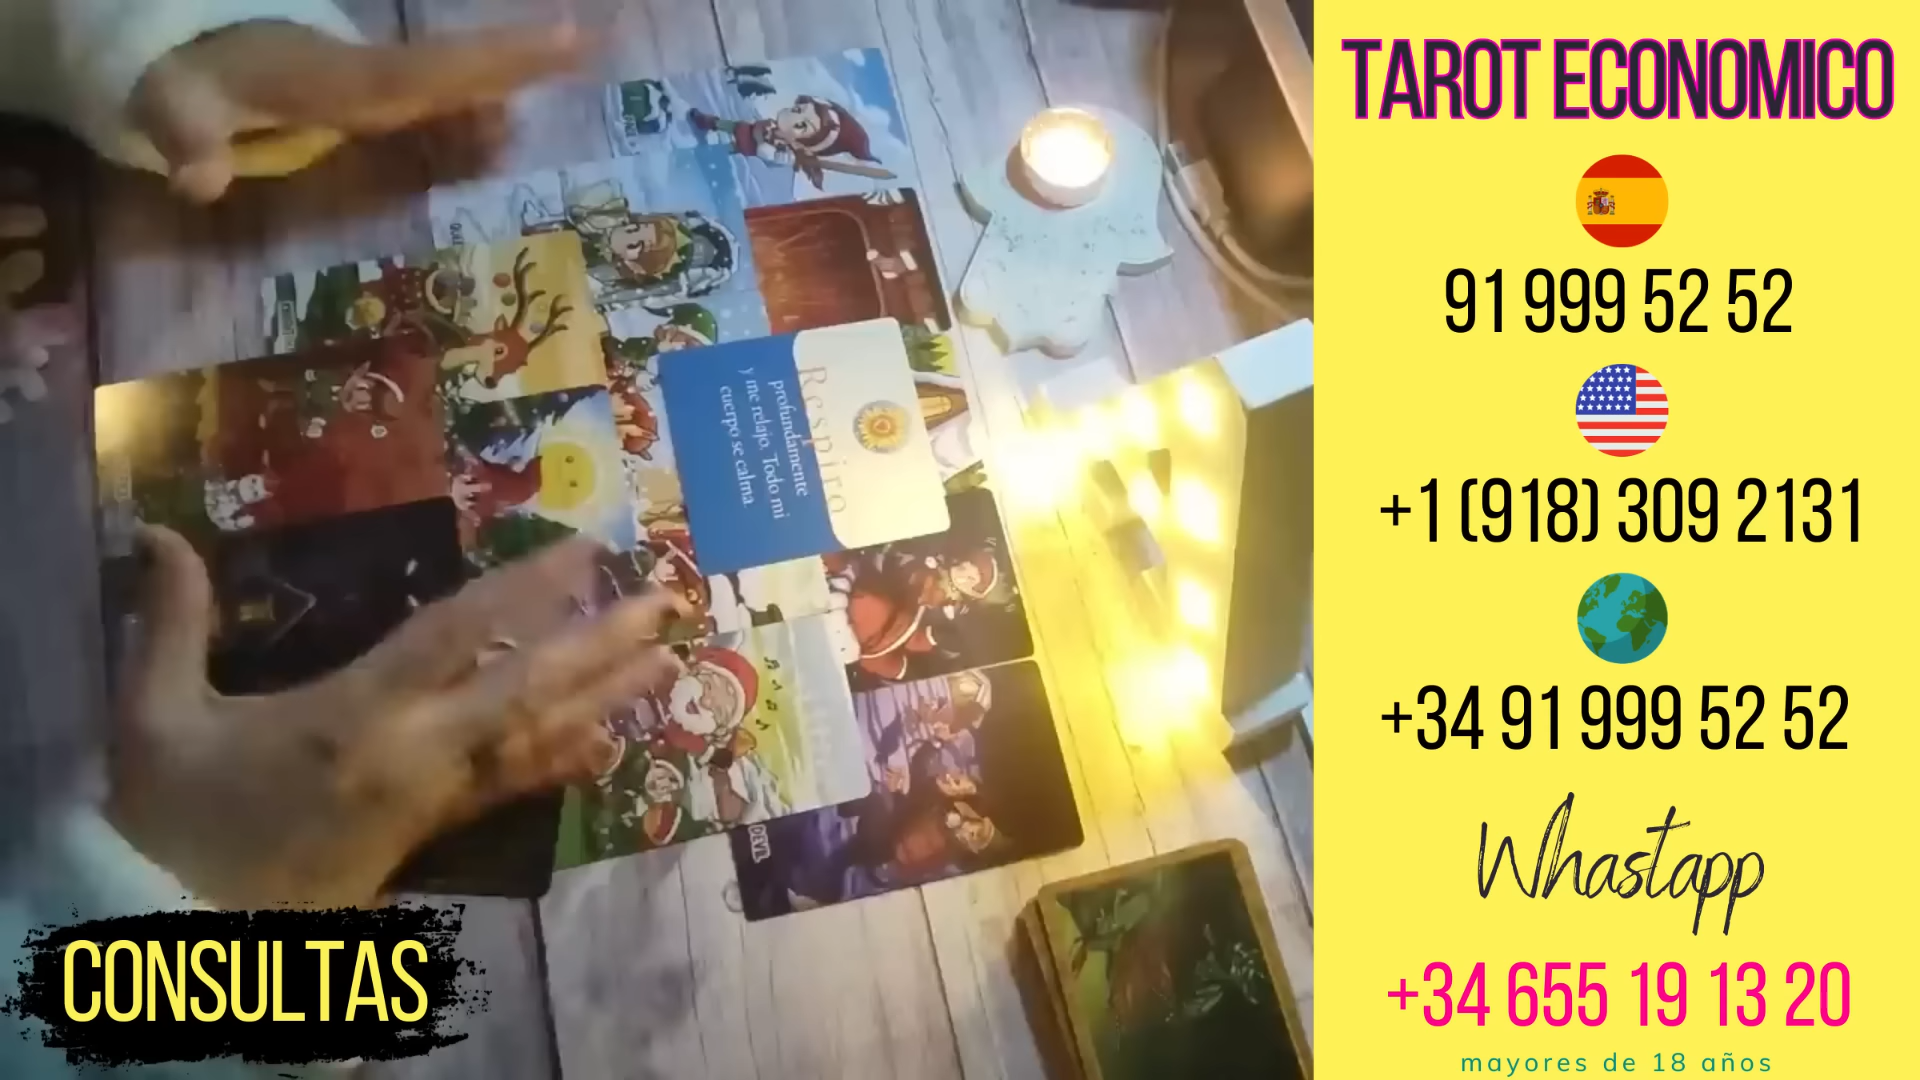 TAROT ECONOMICO
91 999 52 52
+1 (918) 309 2131
+34 91 999 52 52
Whastapp
+34 655 19 13 20
mayores de 18 años
CONSULTAS
Respiro
profundamente
y me relajo. Todo mi
cuerpo se calma.
DEVIL